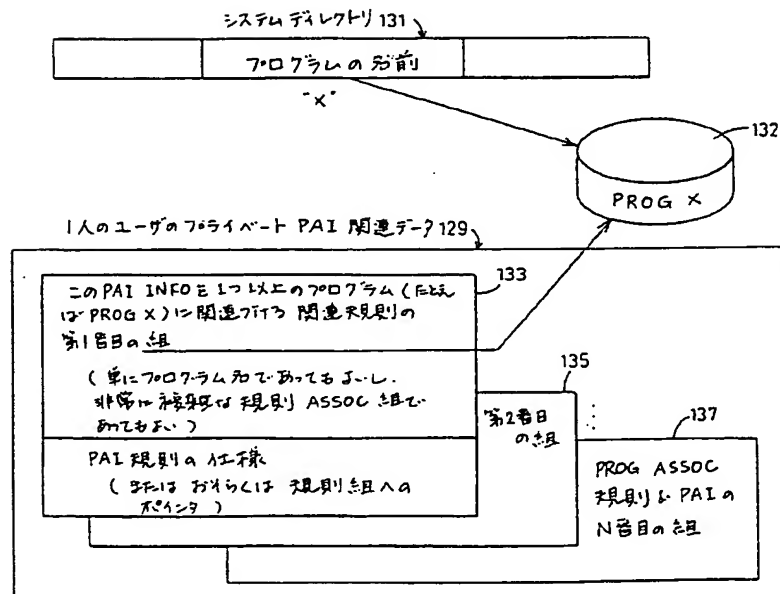 システムディレクトリ 131
プログラムの名前
"X"
132
PROG X
1人のユーザのプライベート PAI 関連データ 129
133
このPAI INFOを1つ以上のプログラム(たとえ
ばPROG X)に関連づける関連規則の
第1番目の組
(単にプログラム名であってもよいし、
非常に複雑な規則 ASSOC 組で
あってもよい)
PAI 規則の仕様
(またはおそらくは規則組への
ポインタ)
135
第2番目
の組
137
PROG ASSOC
規則&PAIの
N番目の組